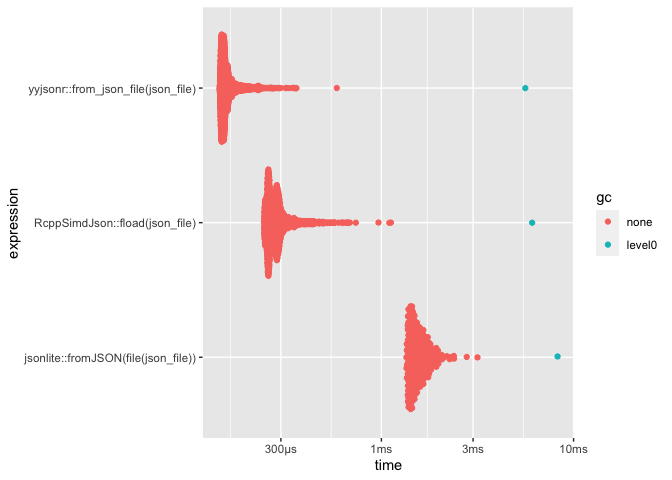 expression
yyjsonr::from_json_file(json_file)
RcppSimdJson::fload(json_file)
jsonlite::fromJSON(file(json_file))
300µs
1ms
3ms
10ms
time
gc
none
level0